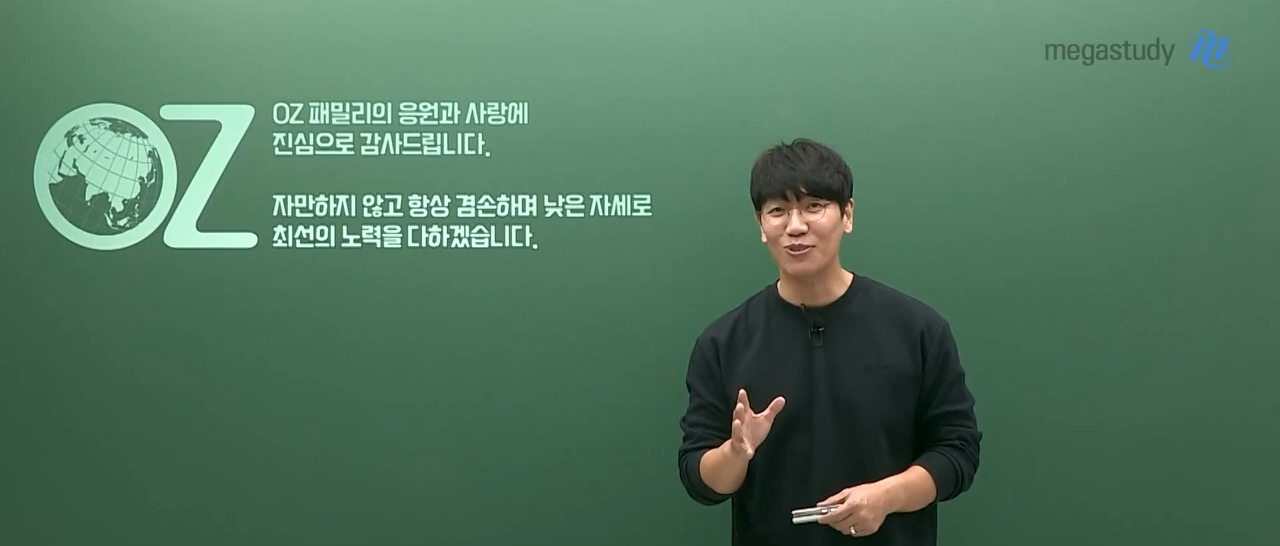 megastudy
OZ
OZ 패밀리의 응원과 사랑에
진심으로 감사드립니다.
자만하지 않고 항상 겸손하며 낮은 자세로
최선의 노력을 다하겠습니다.